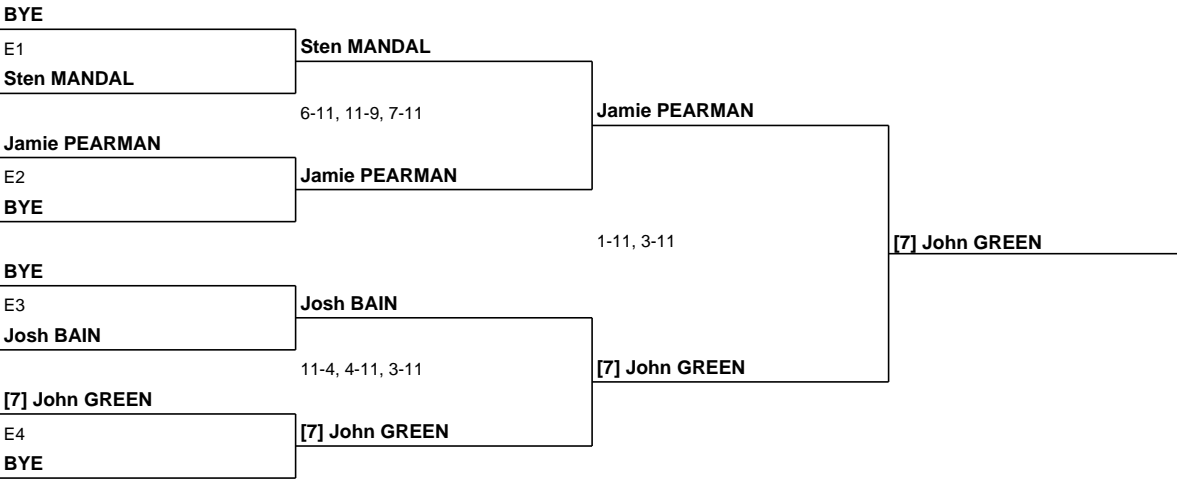 BYE
E1
Sten MANDAL
Sten MANDAL
6-11, 11-9, 7-11
Jamie PEARMAN
Jamie PEARMAN
E2
Jamie PEARMAN
BYE
1-11, 3-11
[7] John GREEN
BYE
E3
Josh BAIN
Josh BAIN
11-4, 4-11, 3-11
[7] John GREEN
[7] John GREEN
E4
[7] John GREEN
BYE